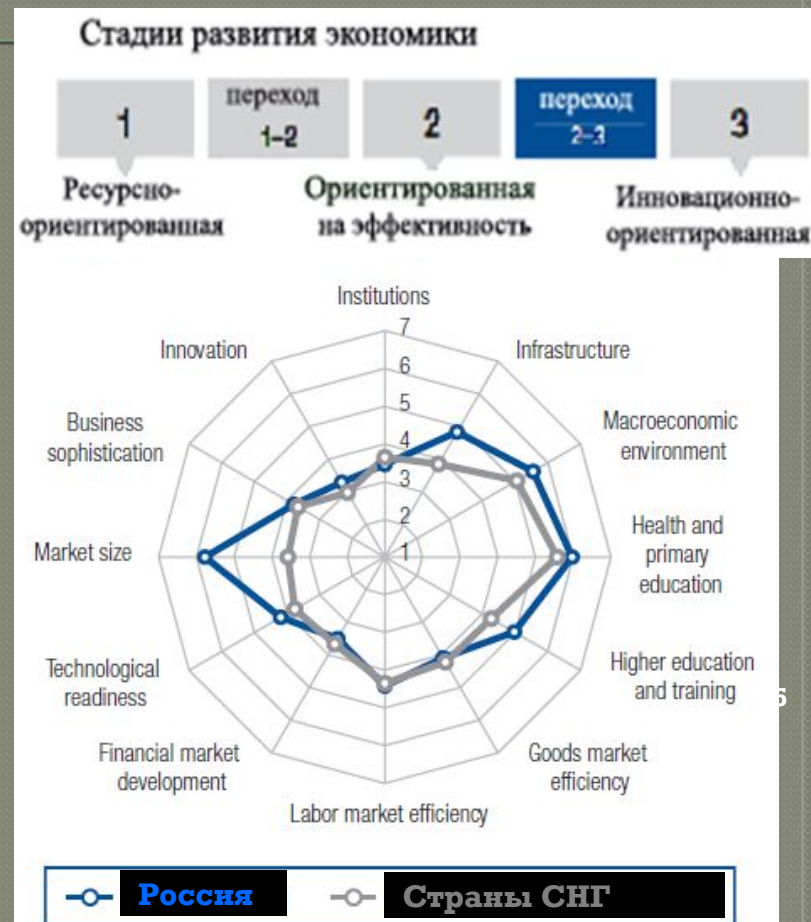 Стадии развития экономики
1
переход
1–2
2
переход
2–3
3
Ресурсно-
ориентированная
Ориентированная
на эффективность
Инновационно-
ориентированная
Institutions
7
6
5
4
3
2
1
Innovation
Infrastructure
Business
sophistication
Macroeconomic
environment
Market size
Health and
primary
education
Technological
readiness
Higher education
and training
Financial market
development
Goods market
efficiency
Labor market efficiency
Россия
Страны СНГ